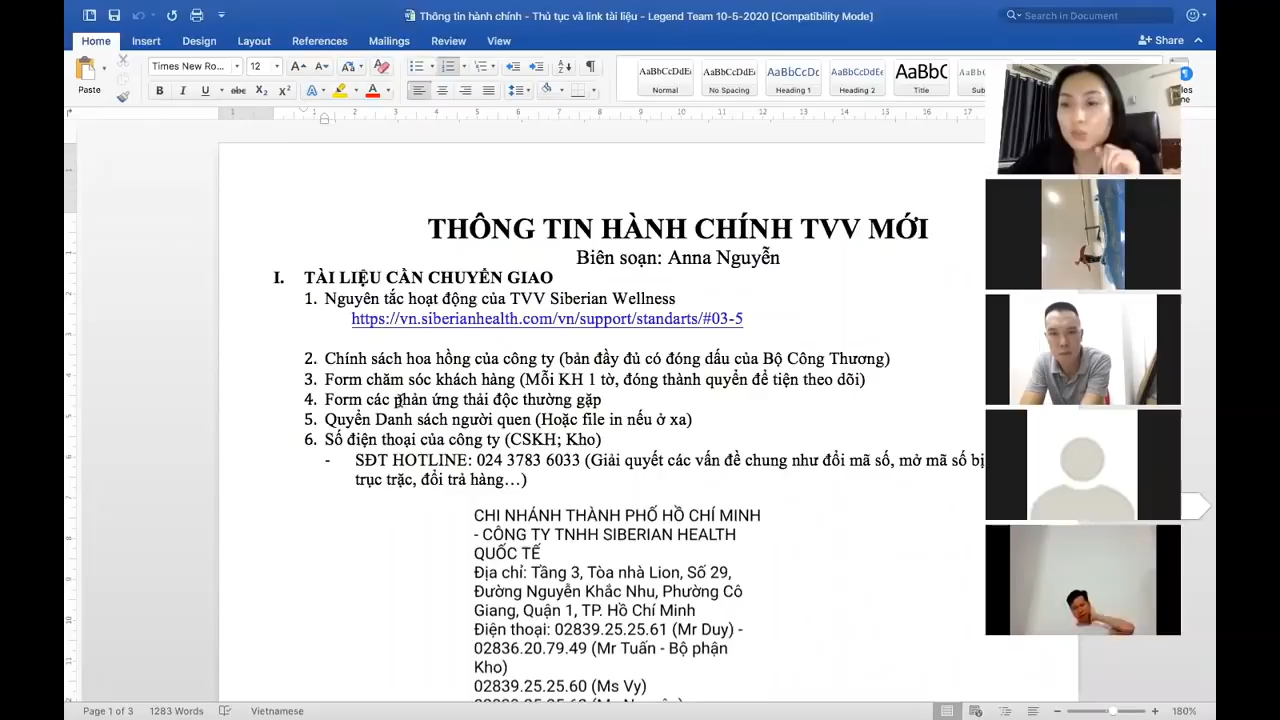 Thông tin hành chính - Thủ tục và link tài liệu - Legend Team 10-5-2020 [Compatibility Mode]
Search in Document
Home Insert Design Layout References Mailings Review View
Share
Times New Ro... 12
Paste
AaBbCcDdEe AaBbCcDdEe AaBbCcDc AaBbCcDdEe AaBbC
Normal No Spacing Heading 1 Heading 2 Title
THÔNG TIN HÀNH CHÍNH TVV MỚI
Biên soạn: Anna Nguyễn
I. TÀI LIỆU CẦN CHUYỂN GIAO
1. Nguyên tắc hoạt động của TVV Siberian Wellness
https://vn.siberianhealth.com/vn/support/standarts/#03-5
2. Chính sách hoa hồng của công ty (bản đầy đủ có đóng dấu của Bộ Công Thương)
3. Form chăm sóc khách hàng (Mỗi KH 1 tờ, đóng thành quyển để tiện theo dõi)
4. Form các phản ứng thải độc thường gặp
5. Quyển Danh sách người quen (Hoặc file in nếu ở xa)
6. Số điện thoại của công ty (CSKH; Kho)
- SĐT HOTLINE: 024 3783 6033 (Giải quyết các vấn đề chung như đổi mã số, mở mã số bị
trục trặc, đổi trả hàng…)
CHI NHÁNH THÀNH PHỐ HỒ CHÍ MINH
- CÔNG TY TNHH SIBERIAN HEALTH
QUỐC TẾ
Địa chỉ: Tầng 3, Tòa nhà Lion, Số 29,
Đường Nguyễn Khắc Nhu, Phường Cô
Giang, Quận 1, TP. Hồ Chí Minh
Điện thoại: 02839.25.25.61 (Mr Duy) -
02836.20.79.49 (Mr Tuấn - Bộ phận
Kho)
02839.25.25.60 (Ms Vy)
Page 1 of 3 1283 Words Vietnamese 180%